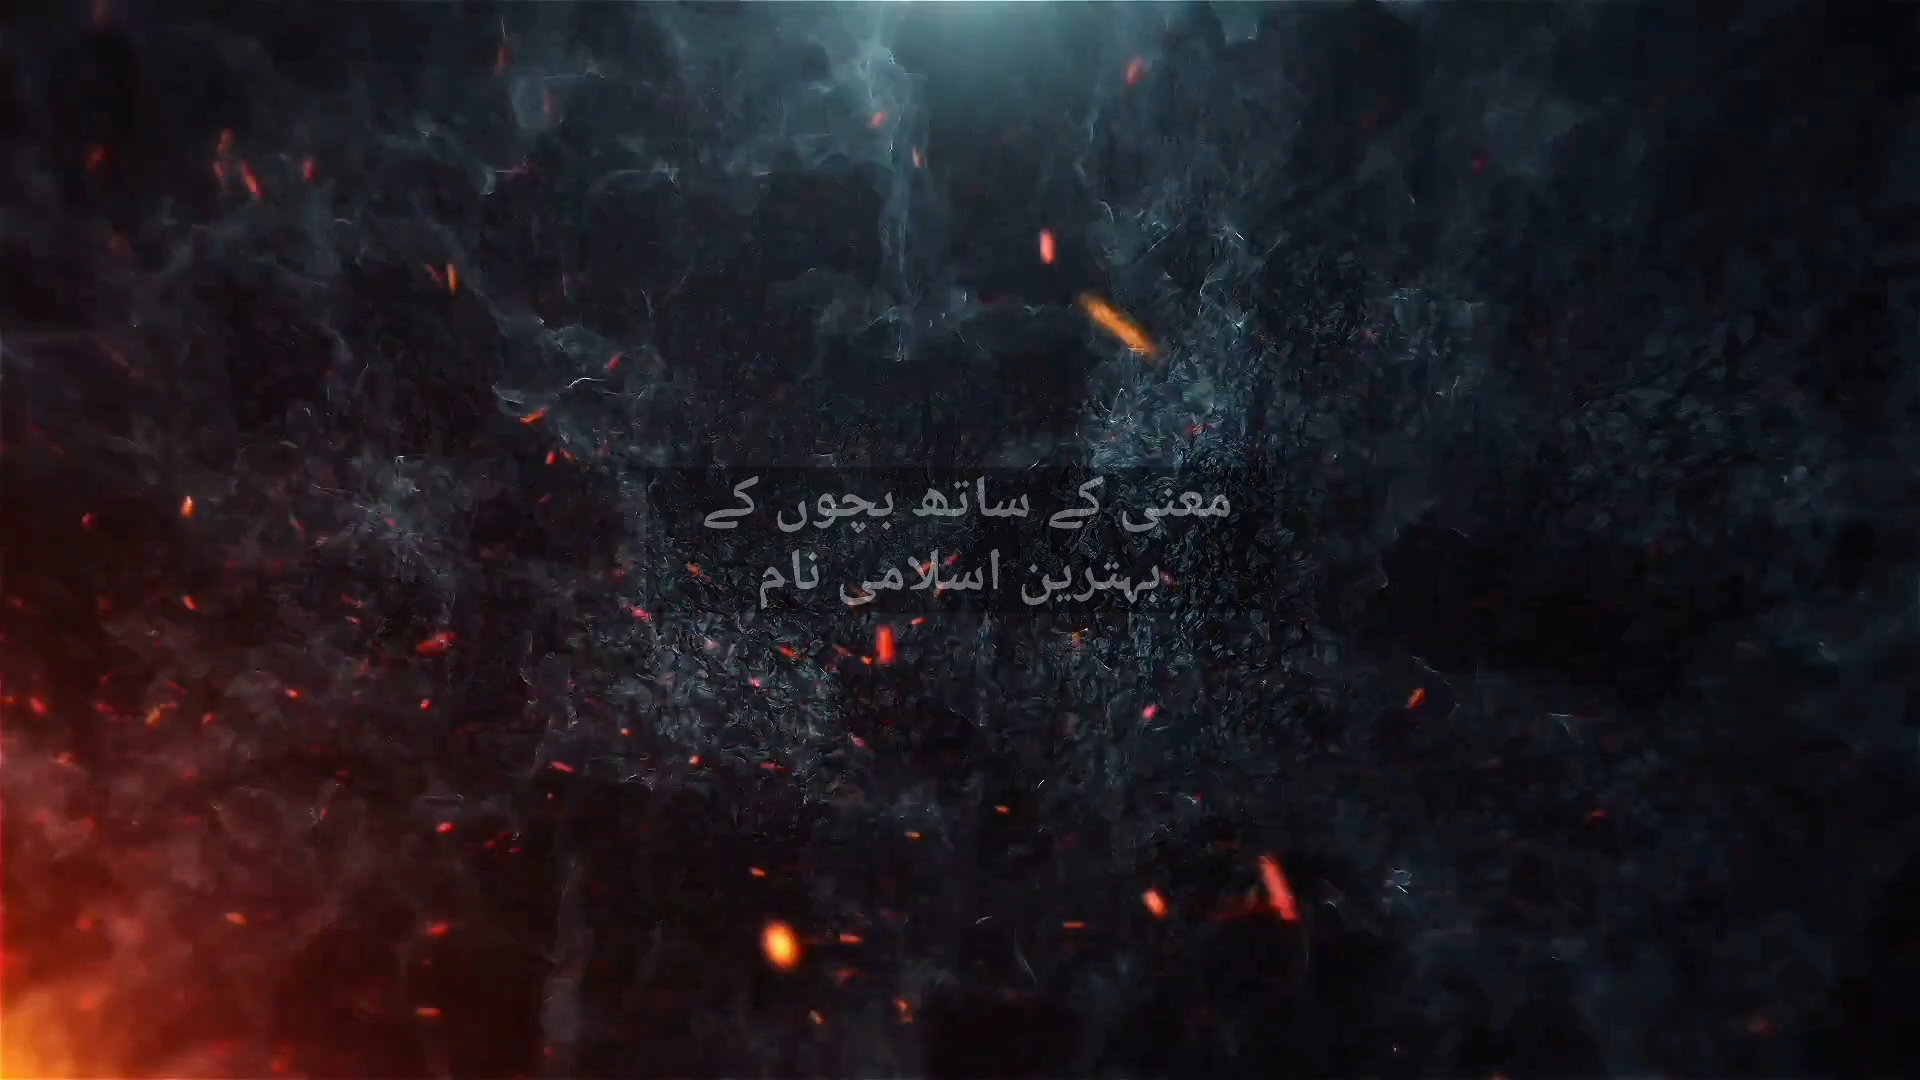 معنی کے ساتھ بچوں کے
بہترین اسلامی نام